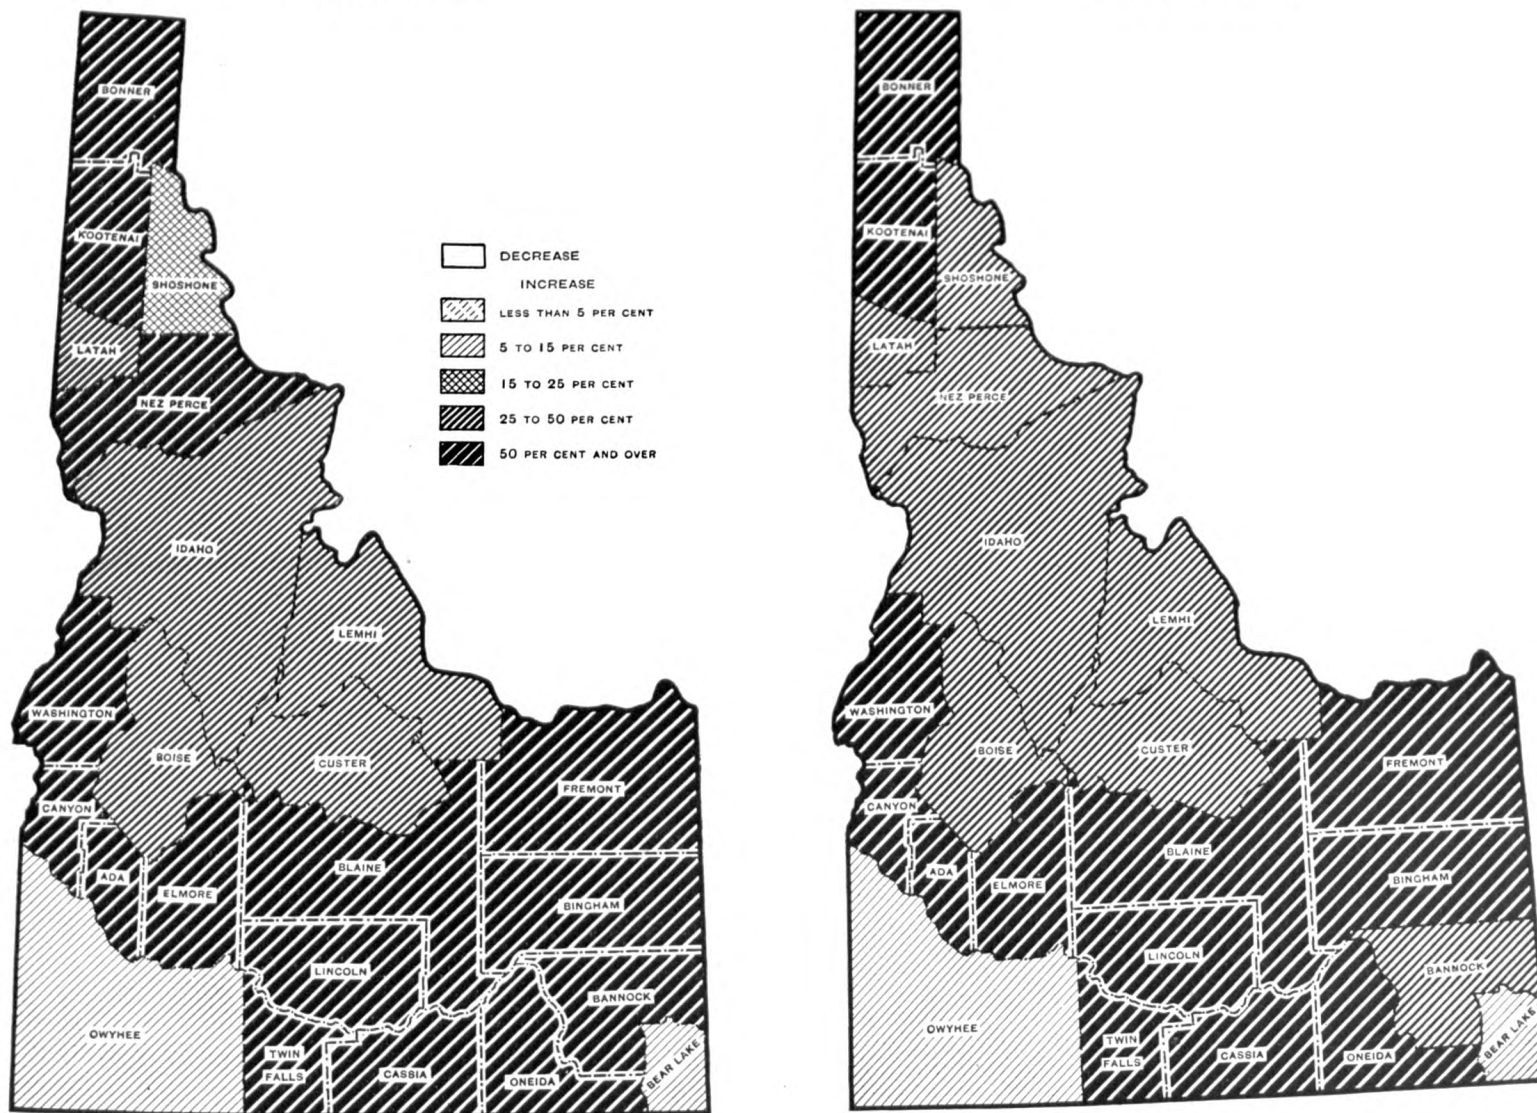 BONNER
KOOTENAI
SHOSHONE
LATAH
NEZ PERCE
IDAHO
LEMHI
WASHINGTON
BOISE
CUSTER
FREMONT
CANYON
BLAINE
ADA
ELMORE
BINGHAM
LINCOLN
BANNOCK
OWYHEE
TWIN
FALLS
CASSIA
ONEIDA
BEAR LAKE
DECREASE
INCREASE
LESS THAN 5 PER CENT
5 TO 15 PER CENT
15 TO 25 PER CENT
25 TO 50 PER CENT
50 PER CENT AND OVER
BONNER
KOOTENAI
SHOSHONE
LATAH
NEZ PERCE
IDAHO
LEMHI
WASHINGTON
BOISE
CUSTER
FREMONT
CANYON
BLAINE
ADA
ELMORE
BINGHAM
LINCOLN
BANNOCK
OWYHEE
TWIN
FALLS
CASSIA
ONEIDA
BEAR LAKE